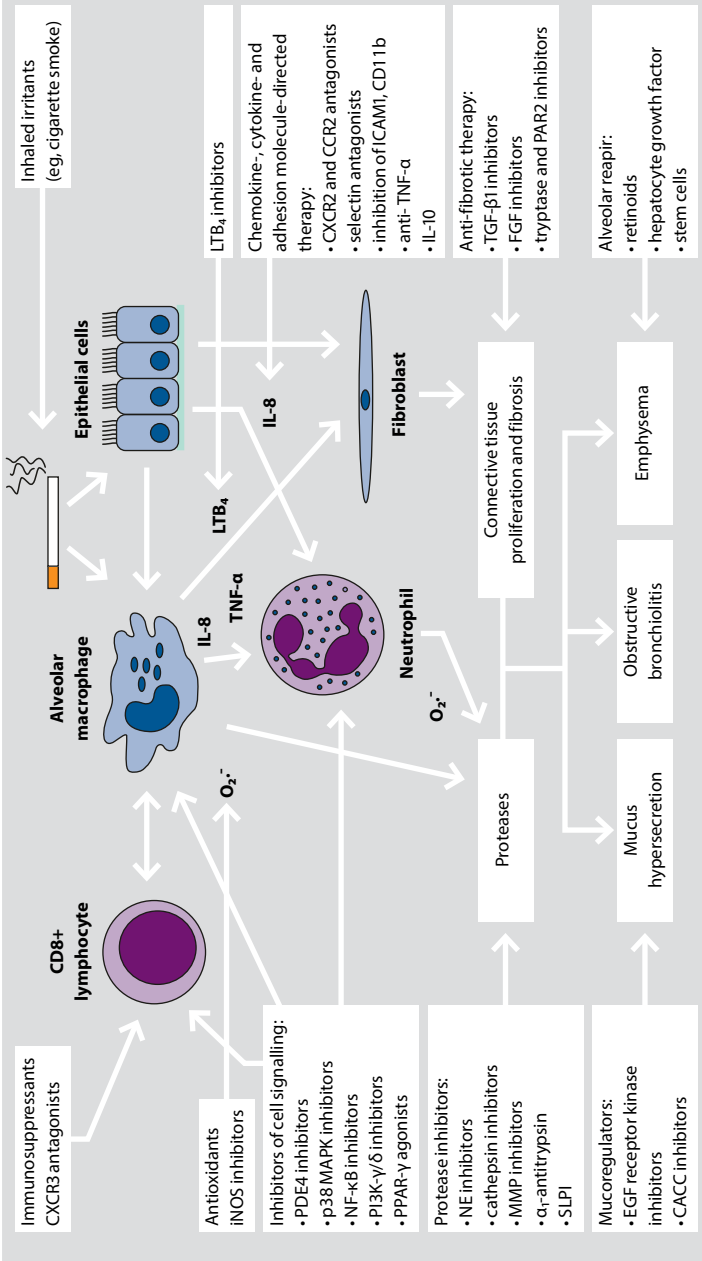 Immunosuppressants
CXCR3 antagonists
Antioxidants
iNOS inhibitors
Inhibitors of cell signalling:
• PDE4 inhibitors
• p38 MAPK inhibitors
• NF-κB inhibitors
• PI3K-γ/δ inhibitors
• PPAR-γ agonists
Protease inhibitors:
• NE inhibitors
• cathepsin inhibitors
• MMP inhibitors
• α₁-antitrypsin
• SLPI
Mucoregulators:
• EGF receptor kinase
inhibitors
• CACC inhibitors
CD8+
lymphocyte
Alveolar
macrophage
Epithelial cells
O₂·⁻
IL-8
TNF-α
LTB₄
IL-8
Neutrophil
Fibroblast
O₂·⁻
Proteases
Connective tissue
proliferation and fibrosis
Mucus
hypersecretion
Obstructive
bronchiolitis
Emphysema
Inhaled irritants
(eg, cigarette smoke)
LTB₄ inhibitors
Chemokine-, cytokine- and
adhesion molecule-directed
therapy:
• CXCR2 and CCR2 antagonists
• selectin antagonists
• inhibition of ICAM1, CD11b
• anti- TNF-α
• IL-10
Anti-fibrotic therapy:
• TGF-β1 inhibitors
• FGF inhibitors
• tryptase and PAR2 inhibitors
Alveolar reapir:
• retinoids
• hepatocyte growth factor
• stem cells